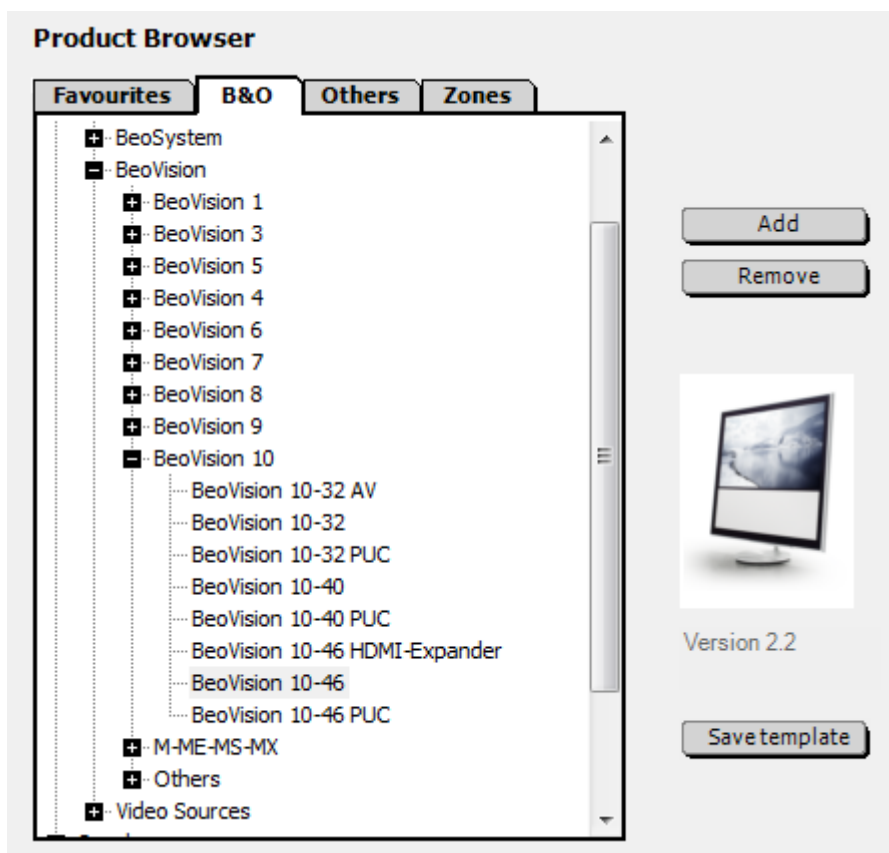 Product Browser
Favourites B&O Others Zones
BeoSystem
BeoVision
BeoVision 1
BeoVision 3
BeoVision 5
BeoVision 4
BeoVision 6
BeoVision 7
BeoVision 8
BeoVision 9
BeoVision 10
BeoVision 10-32 AV
BeoVision 10-32
BeoVision 10-32 PUC
BeoVision 10-40
BeoVision 10-40 PUC
BeoVision 10-46 HDMI-Expander
BeoVision 10-46
BeoVision 10-46 PUC
M-ME-MS-MX
Others
Video Sources
Add
Remove
Version 2.2
Save template